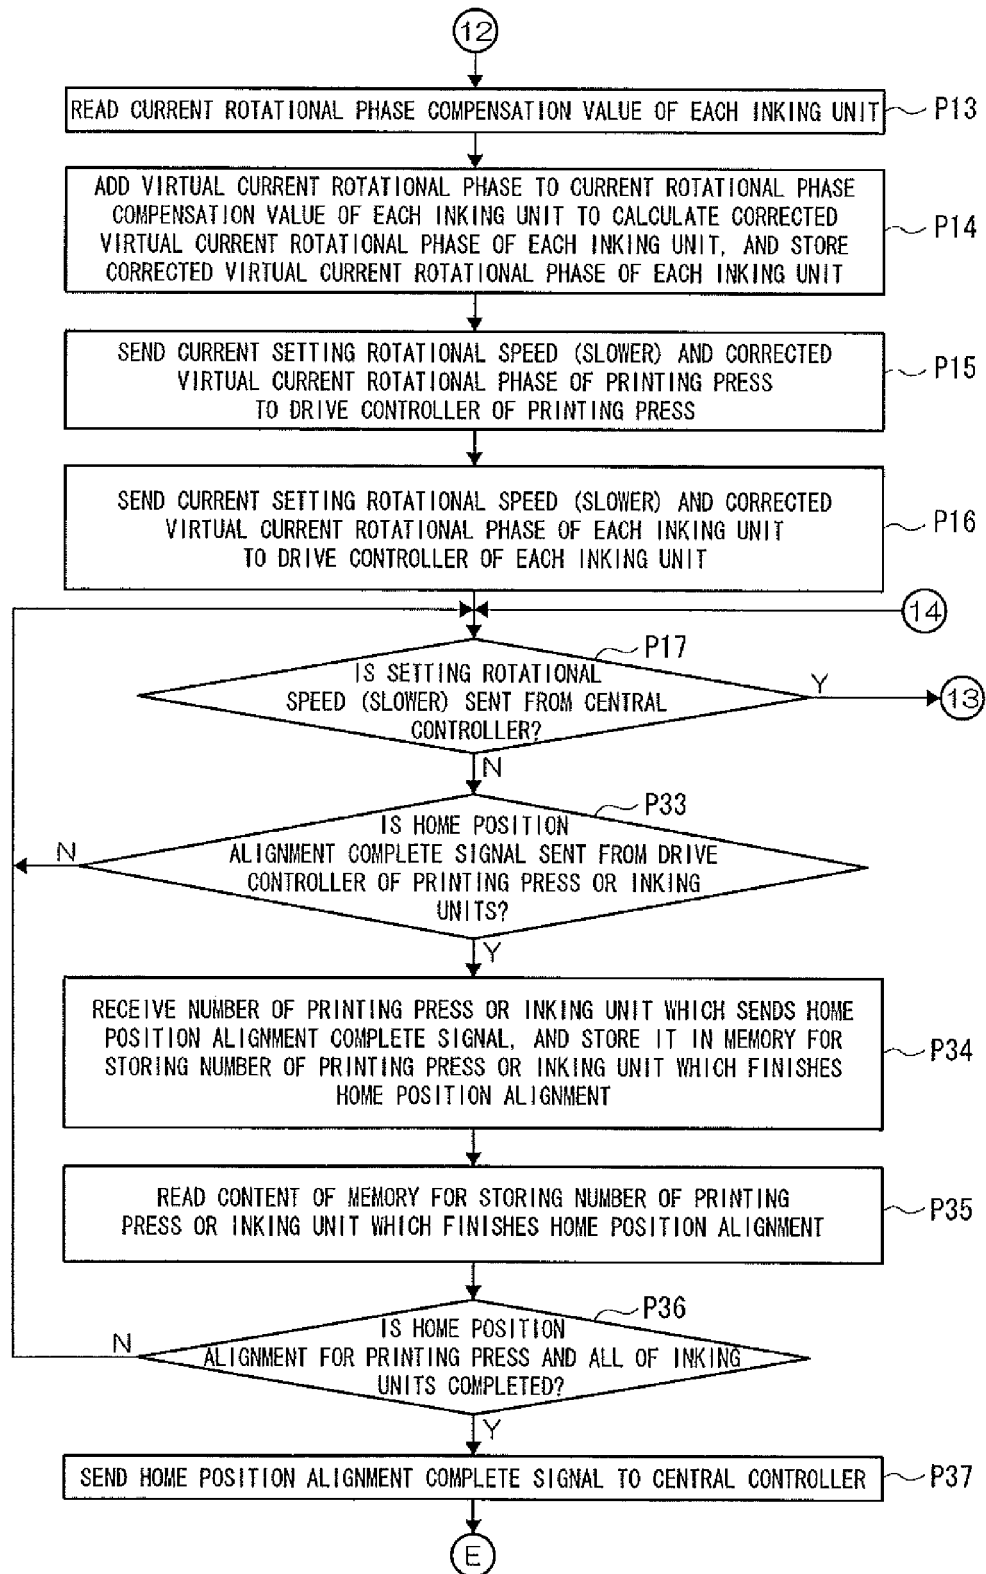 12
READ CURRENT ROTATIONAL PHASE COMPENSATION VALUE OF EACH INKING UNIT
P13
ADD VIRTUAL CURRENT ROTATIONAL PHASE TO CURRENT ROTATIONAL PHASE
COMPENSATION VALUE OF EACH INKING UNIT TO CALCULATE CORRECTED
VIRTUAL CURRENT ROTATIONAL PHASE OF EACH INKING UNIT, AND STORE
CORRECTED VIRTUAL CURRENT ROTATIONAL PHASE OF EACH INKING UNIT
P14
SEND CURRENT SETTING ROTATIONAL SPEED (SLOWER) AND CORRECTED
VIRTUAL CURRENT ROTATIONAL PHASE OF PRINTING PRESS
TO DRIVE CONTROLLER OF PRINTING PRESS
P15
SEND CURRENT SETTING ROTATIONAL SPEED (SLOWER) AND CORRECTED
VIRTUAL CURRENT ROTATIONAL PHASE OF EACH INKING UNIT
TO DRIVE CONTROLLER OF EACH INKING UNIT
P16
14
P17
IS SETTING ROTATIONAL
SPEED (SLOWER) SENT FROM CENTRAL
CONTROLLER?
Y
13
N
P33
IS HOME POSITION
ALIGNMENT COMPLETE SIGNAL SENT FROM DRIVE
CONTROLLER OF PRINTING PRESS OR INKING
UNITS?
N
Y
RECEIVE NUMBER OF PRINTING PRESS OR INKING UNIT WHICH SENDS HOME
POSITION ALIGNMENT COMPLETE SIGNAL, AND STORE IT IN MEMORY FOR
STORING NUMBER OF PRINTING PRESS OR INKING UNIT WHICH FINISHES
HOME POSITION ALIGNMENT
P34
READ CONTENT OF MEMORY FOR STORING NUMBER OF PRINTING
PRESS OR INKING UNIT WHICH FINISHES HOME POSITION ALIGNMENT
P35
P36
IS HOME POSITION
ALIGNMENT FOR PRINTING PRESS AND ALL OF INKING
UNITS COMPLETED?
N
Y
SEND HOME POSITION ALIGNMENT COMPLETE SIGNAL TO CENTRAL CONTROLLER
P37
E